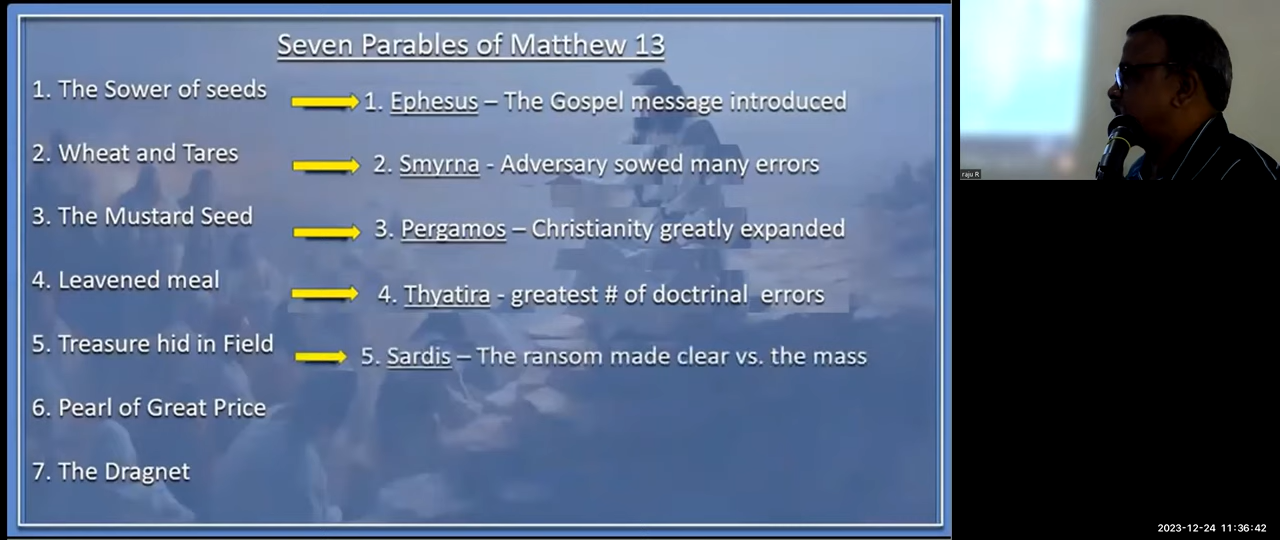 Seven Parables of Matthew 13
1. The Sower of seeds
1. Ephesus – The Gospel message introduced
2. Wheat and Tares
2. Smyrna - Adversary sowed many errors
3. The Mustard Seed
3. Pergamos – Christianity greatly expanded
4. Leavened meal
4. Thyatira - greatest # of doctrinal errors
5. Treasure hid in Field
5. Sardis – The ransom made clear vs. the mass
6. Pearl of Great Price
7. The Dragnet
raju R
2023-12-24 11:36:42